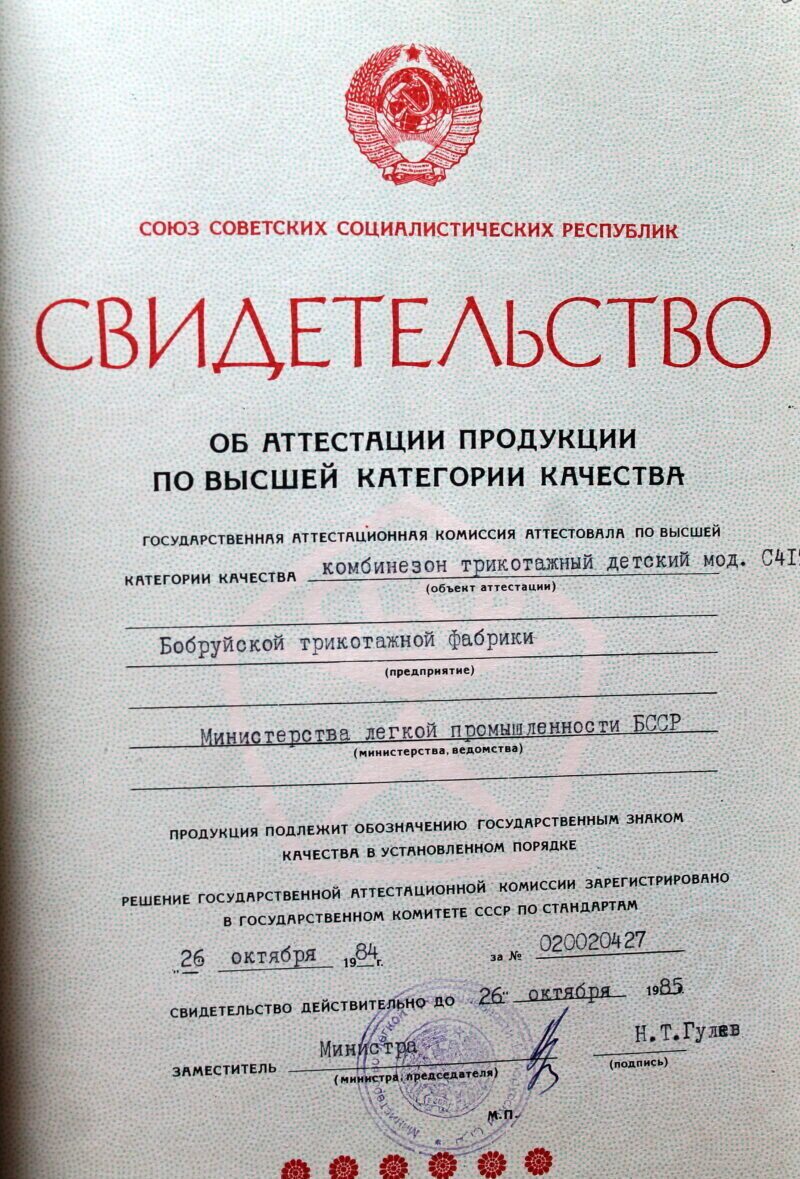 СОЮЗ СОВЕТСКИХ СОЦИАЛИСТИЧЕСКИХ РЕСПУБЛИК
СВИДЕТЕЛЬСТВО
ОБ АТТЕСТАЦИИ ПРОДУКЦИИ
ПО ВЫСШЕЙ КАТЕГОРИИ КАЧЕСТВА
ГОСУДАРСТВЕННАЯ АТТЕСТАЦИОННАЯ КОМИССИЯ АТТЕСТОВАЛА ПО ВЫСШЕЙ
КАТЕГОРИИ КАЧЕСТВА комбинезон трикотажный детский мод.
(объект аттестации)
Бобруйской трикотажной фабрики
(предприятие)
Министерства легкой промышленности БССР
(министерства, ведомства)
ПРОДУКЦИЯ ПОДЛЕЖИТ ОБОЗНАЧЕНИЮ ГОСУДАРСТВЕННЫМ ЗНАКОМ
КАЧЕСТВА В УСТАНОВЛЕННОМ ПОРЯДКЕ
РЕШЕНИЕ ГОСУДАРСТВЕННОЙ АТТЕСТАЦИОННОЙ КОМИССИИ ЗАРЕГИСТРИРОВАНО
В ГОСУДАРСТВЕННОМ КОМИТЕТЕ СССР ПО СТАНДАРТАМ
"26 октября 1984 г. за № 020020427
СВИДЕТЕЛЬСТВО ДЕЙСТВИТЕЛЬНО ДО 26" октября 1985
ЗАМЕСТИТЕЛЬ Министра Н.Т.Гулев
(министра, председателя) (подпись)
М.П.